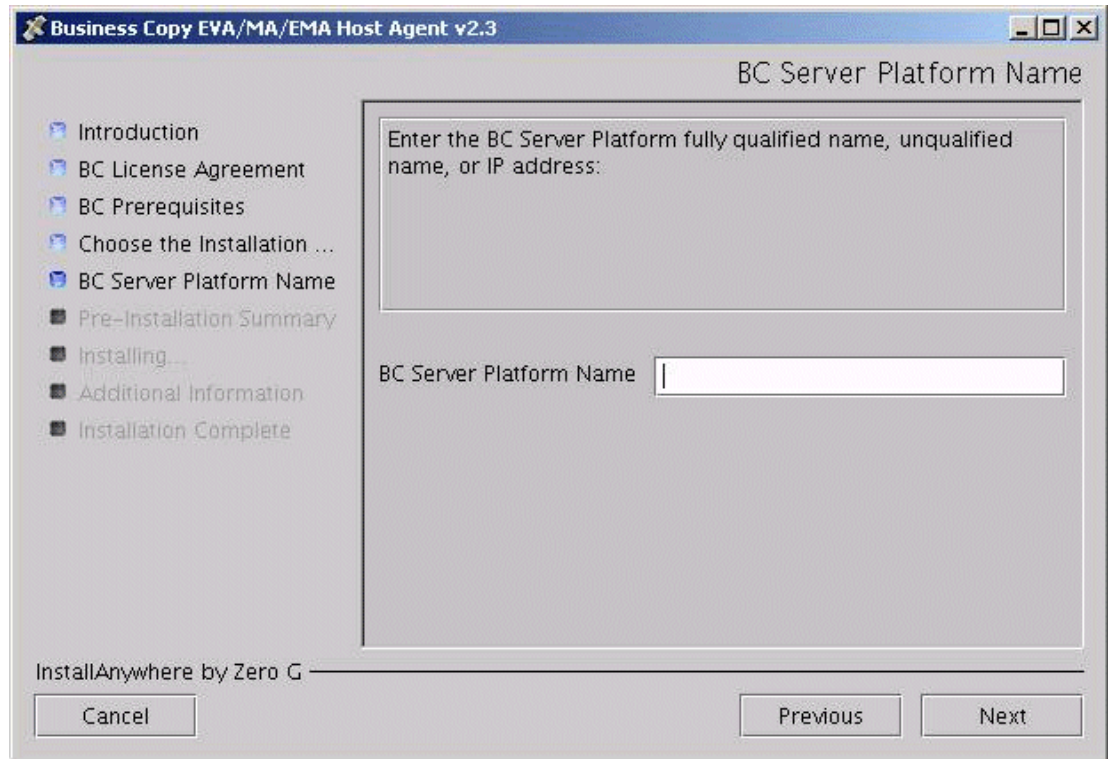 Business Copy EVA/MA/EMA Host Agent v2.3
BC Server Platform Name
Introduction
BC License Agreement
BC Prerequisites
Choose the Installation ...
BC Server Platform Name
Pre-Installation Summary
Installing...
Additional Information
Installation Complete
Enter the BC Server Platform fully qualified name, unqualified
name, or IP address:
BC Server Platform Name
InstallAnywhere by Zero G
Cancel
Previous
Next